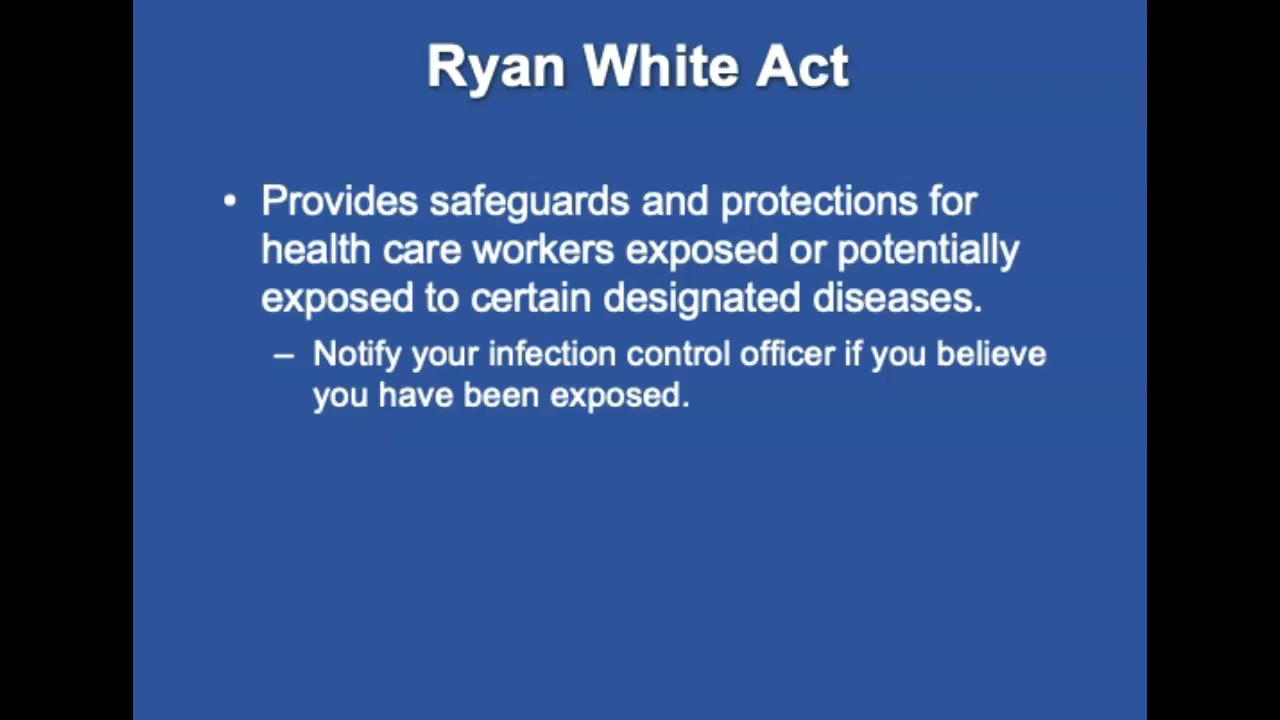 Ryan White Act
• Provides safeguards and protections for
health care workers exposed or potentially
exposed to certain designated diseases.
– Notify your infection control officer if you believe
you have been exposed.